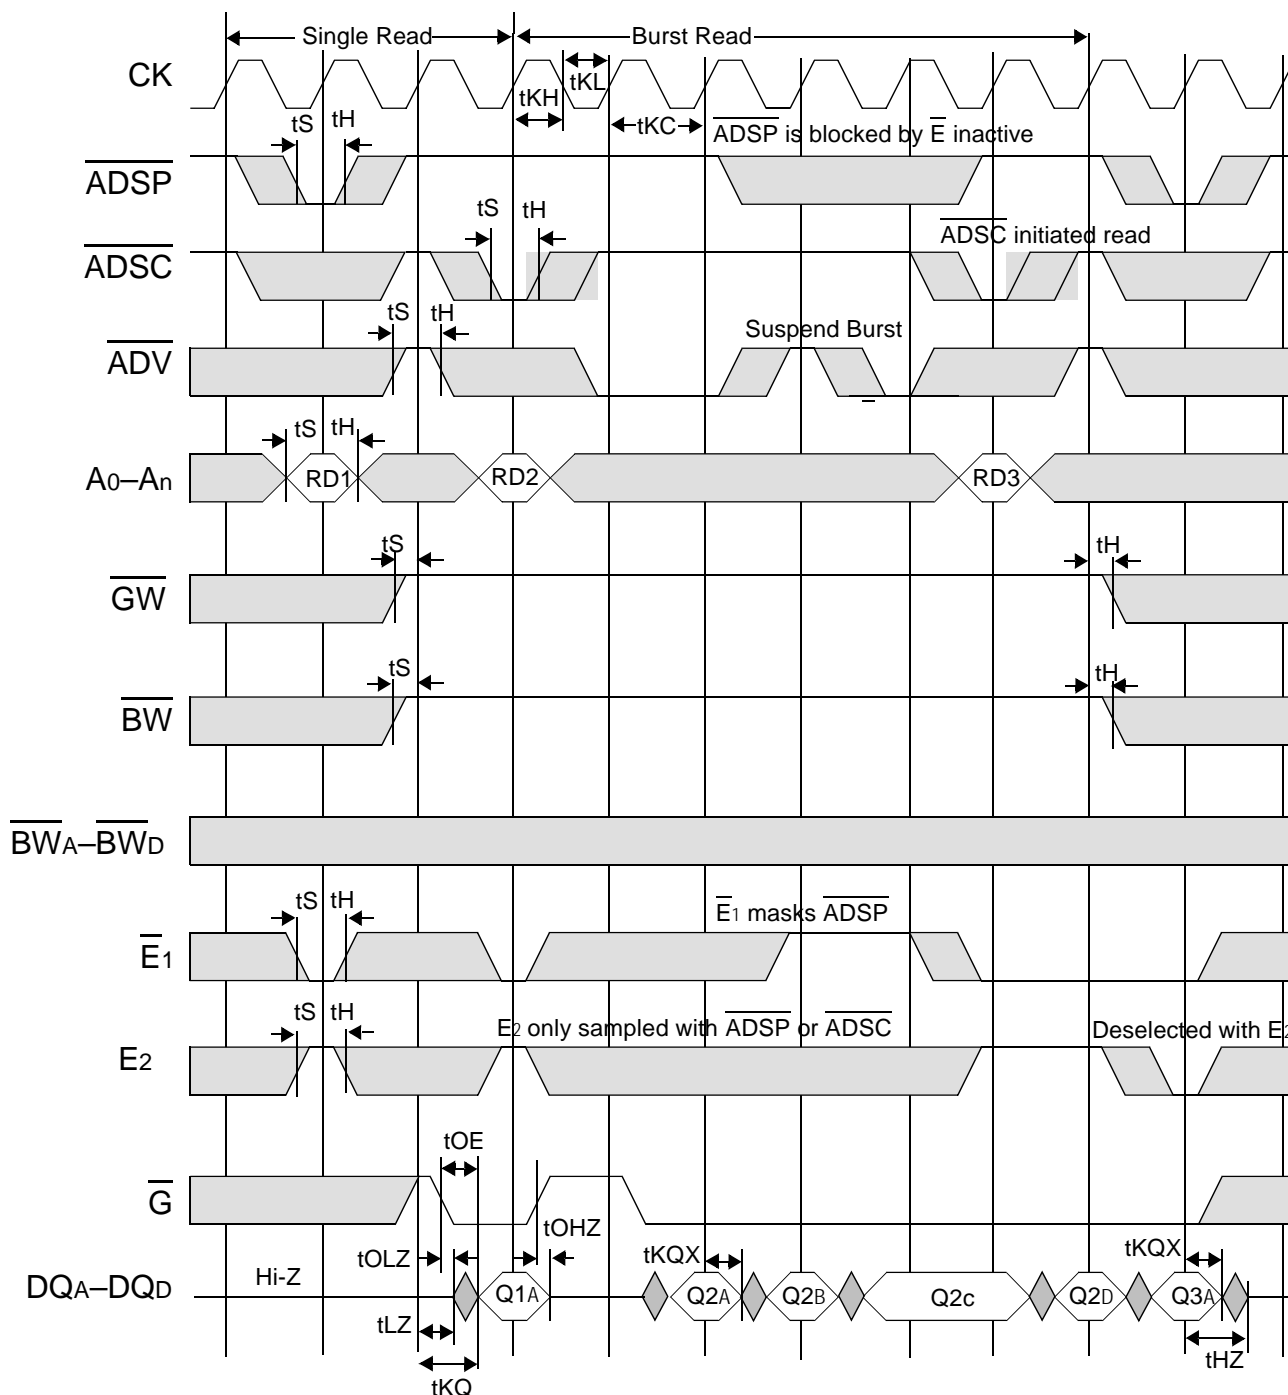 Single Read
Burst Read
CK
tKL
tKH
tKC
tS
tH
ADSP is blocked by E inactive
ADSP
tS
tH
ADSC initiated read
ADSC
tS
tH
Suspend Burst
ADV
tS
tH
A0–An
RD1
RD2
RD3
tS
tH
GW
tS
tH
BW
BWA–BWD
tS
tH
E1 masks ADSP
E1
tS
tH
E2 only sampled with ADSP or ADSC
Deselected with E2
E2
tOE
G
tOHZ
tOLZ
tKQX
tKQX
Hi-Z
DQA–DQD
Q1A
Q2A
Q2B
Q2c
Q2D
Q3A
tLZ
tHZ
tKQ